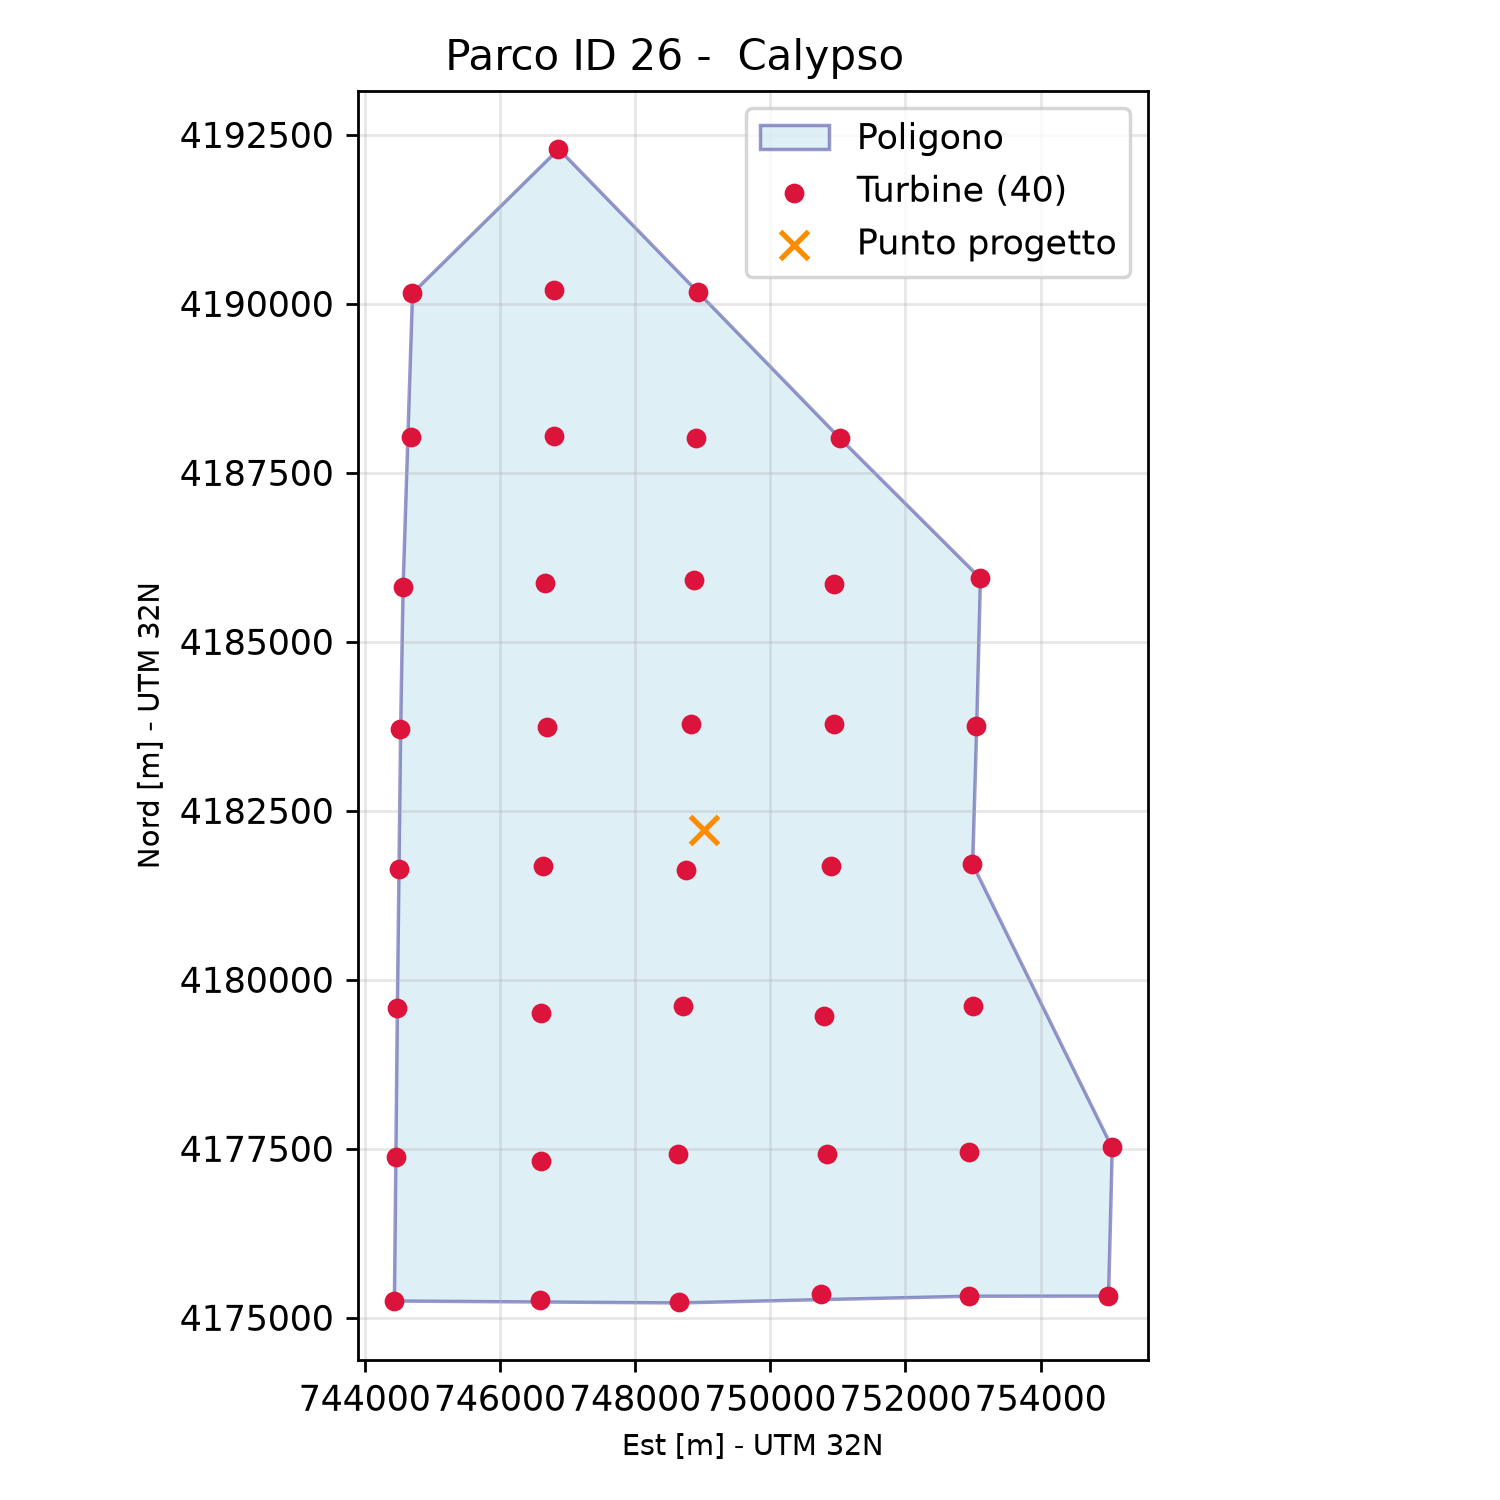 Parco ID 26 -  Calypso
Poligono
Turbine (40)
Punto progetto
4192500
4190000
4187500
4185000
4182500
4180000
4177500
4175000
Nord [m] - UTM 32N
744000 746000 748000 750000 752000 754000
Est [m] - UTM 32N